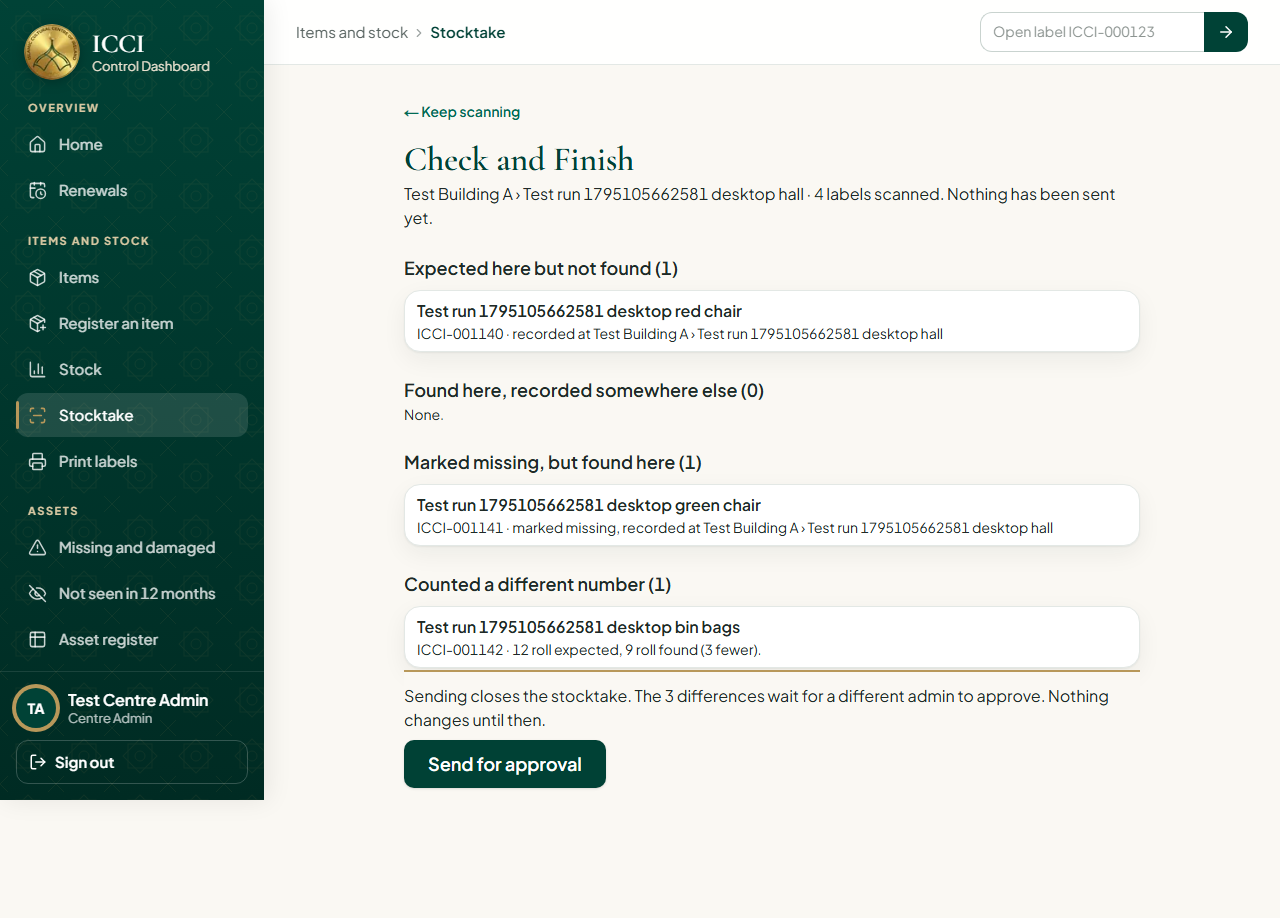 ICCI
Control Dashboard
OVERVIEW
Home
Renewals
ITEMS AND STOCK
Items
Register an item
Stock
Stocktake
Print labels
ASSETS
Missing and damaged
Not seen in 12 months
Asset register
TA
Test Centre Admin
Centre Admin
Sign out
Items and stock › Stocktake
Open label ICCI-000123
← Keep scanning
Check and Finish
Test Building A › Test run 1795105662581 desktop hall · 4 labels scanned. Nothing has been sent
yet.
Expected here but not found (1)
Test run 1795105662581 desktop red chair
ICCI-001140 · recorded at Test Building A › Test run 1795105662581 desktop hall
Found here, recorded somewhere else (0)
None.
Marked missing, but found here (1)
Test run 1795105662581 desktop green chair
ICCI-001141 · marked missing, recorded at Test Building A › Test run 1795105662581 desktop hall
Counted a different number (1)
Test run 1795105662581 desktop bin bags
ICCI-001142 · 12 roll expected, 9 roll found (3 fewer).
Sending closes the stocktake. The 3 differences wait for a different admin to approve. Nothing
changes until then.
Send for approval